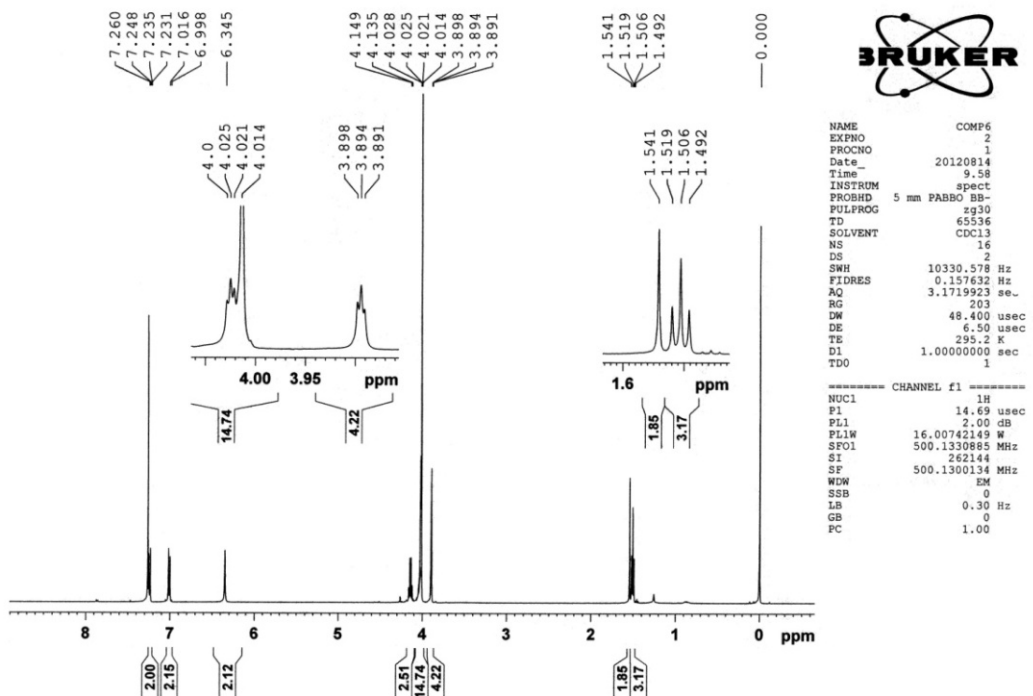 7.260
7.248
7.235
7.231
7.016
6.998
6.345
4.149
4.135
4.028
4.025
4.021
4.014
3.898
3.894
3.891
1.541
1.519
1.506
1.492
0.000
4.0
4.025
4.021
4.014
3.898
3.894
3.891
1.541
1.519
1.506
1.492
4.00 3.95 ppm
14.74
4.22
1.6 ppm
1.85
3.17
8 7 6 5 4 3 2 1 0 ppm
2.00
2.15
2.12
2.51
14.74
4.22
1.85
3.17
BRUKER
NAME COMP6
EXPNO 2
PROCNO 1
Date_ 20120814
Time 9.58
INSTRUM spect
PROBHD 5 mm PABBO BB-
PULPROG zg30
TD 65536
SOLVENT CDCl3
NS 16
DS 2
SWH 10330.578 Hz
FIDRES 0.157632 Hz
AQ 3.1719923 sec
RG 203
DW 48.400 usec
DE 6.50 usec
TE 295.2 K
D1 1.00000000 sec
TD0 1
======== CHANNEL f1 ========
NUC1 1H
P1 14.69 usec
PL1 2.00 dB
PL1W 16.00742149 W
SFO1 500.1330885 MHz
SI 262144
SF 500.1300134 MHz
WDW EM
SSB 0
LB 0.30 Hz
GB 0
PC 1.00